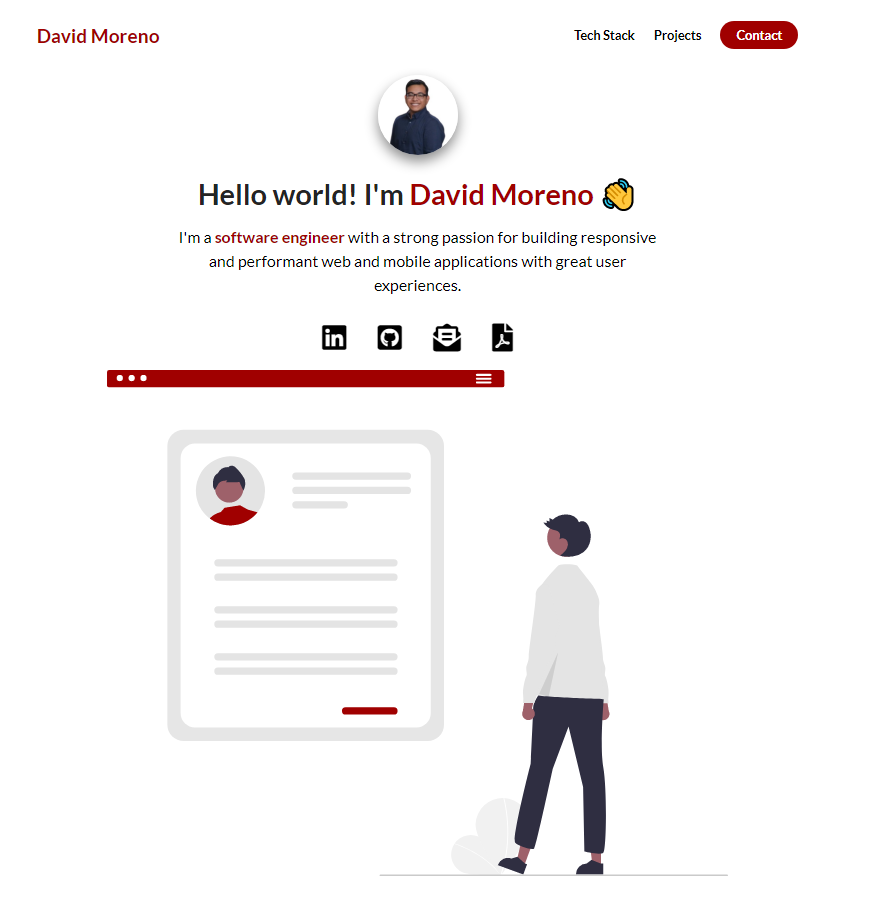 David Moreno
Tech Stack
Projects
Contact
Hello world! I'm David Moreno 👋
I'm a software engineer with a strong passion for building responsive
and performant web and mobile applications with great user
experiences.
in